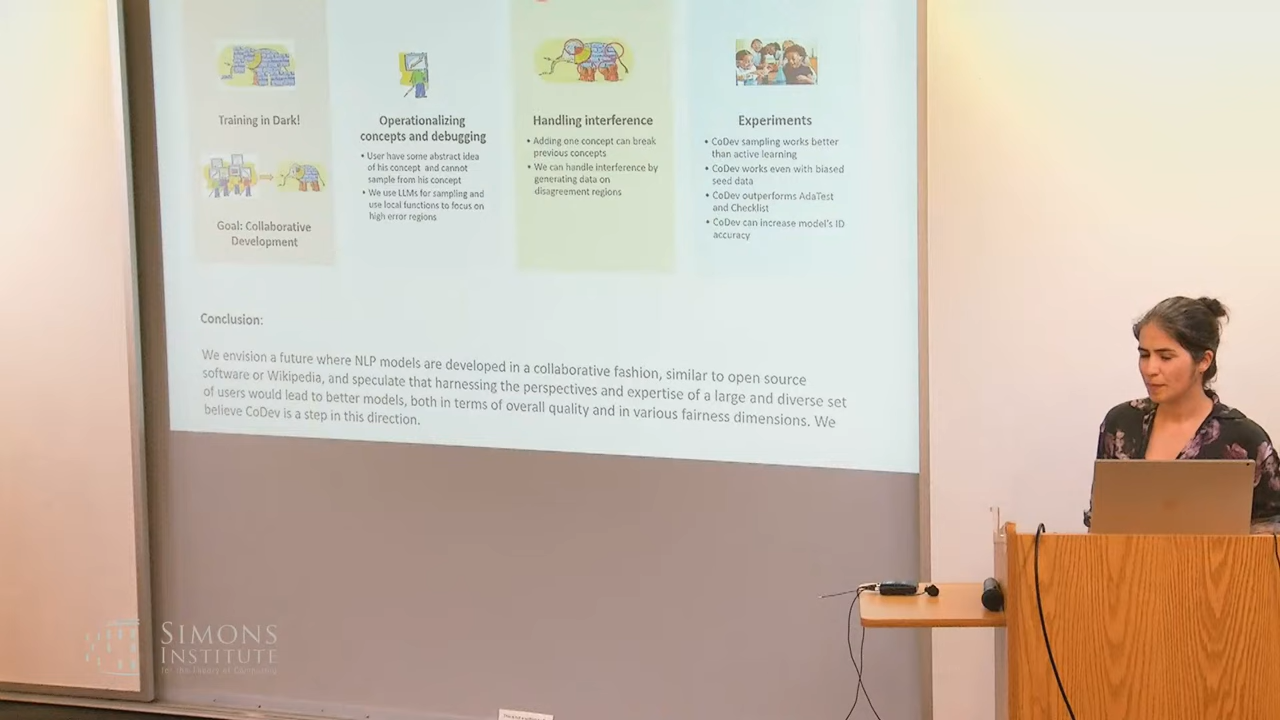 Training in Dark!
Goal: Collaborative
Development
Operationalizing
concepts and debugging
• User have some abstract idea
of his concept and cannot
sample from his concept
• We use LLMs for sampling and
use local functions to focus on
high error regions
Handling interference
• Adding one concept can break
previous concepts
• We can handle interference by
generating data on
disagreement regions
Experiments
• CoDev sampling works better
than active learning
• CoDev works even with biased
seed data
• CoDev outperforms AdaTest
and Checklist
• CoDev can increase model's ID
accuracy
Conclusion:
We envision a future where NLP models are developed in a collaborative fashion, similar to open source
software or Wikipedia, and speculate that harnessing the perspectives and expertise of a large and diverse set
of users would lead to better models, both in terms of overall quality and in various fairness dimensions. We
believe CoDev is a step in this direction.
SIMONS
INSTITUTE
for the Theory of Computing